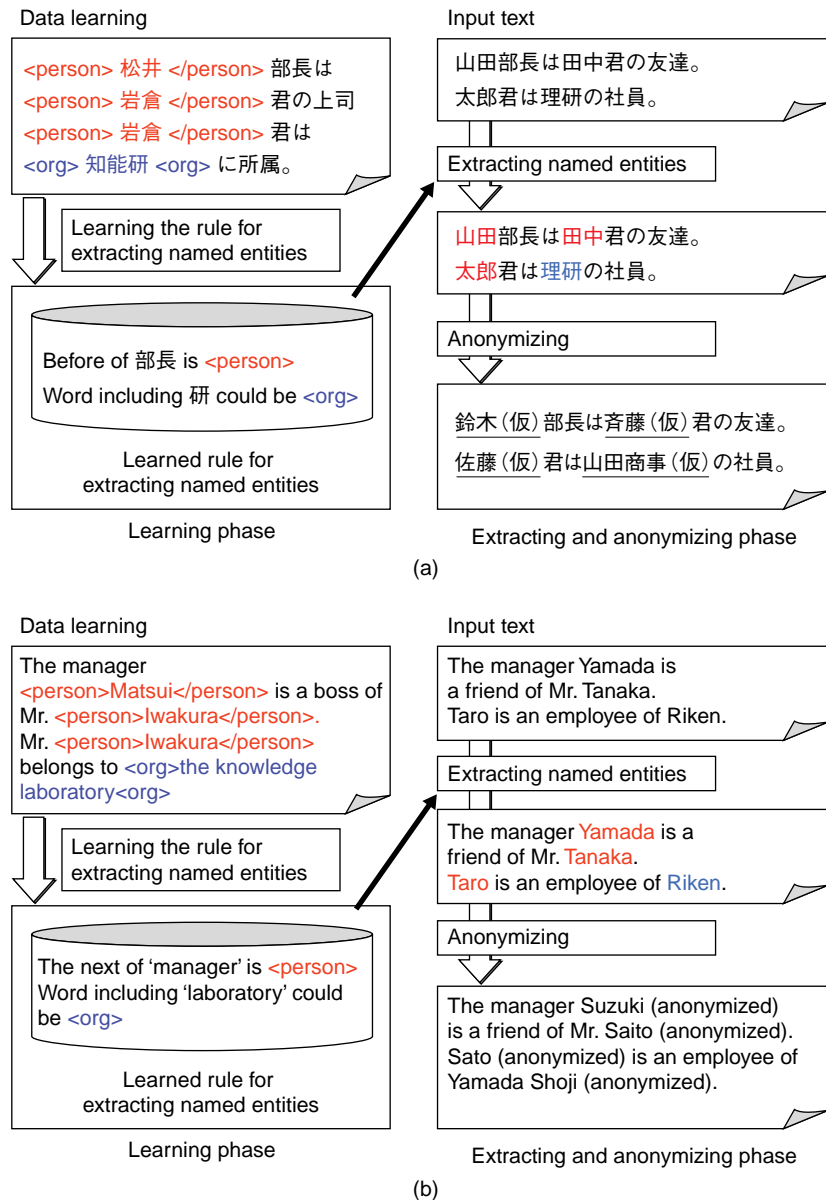 Data learning
<person> 松井 </person> 部長は
<person> 岩倉 </person> 君の上司
<person> 岩倉 </person> 君は
<org> 知能研 <org> に所属。
Learning the rule for
extracting named entities
Before of 部長 is <person>
Word including 研 could be <org>
Learned rule for
extracting named entities
Learning phase
Input text
山田部長は田中君の友達。
太郎君は理研の社員。
Extracting named entities
山田部長は田中君の友達。
太郎君は理研の社員。
Anonymizing
鈴木(仮)部長は斉藤(仮)君の友達。
佐藤(仮)君は山田商事(仮)の社員。
Extracting and anonymizing phase
(a)
Data learning
The manager
<person>Matsui</person> is a boss of
Mr. <person>Iwakura</person>.
Mr. <person>Iwakura</person>
belongs to <org>the knowledge
laboratory<org>
Learning the rule for
extracting named entities
The next of ‘manager’ is <person>
Word including ‘laboratory’ could
be <org>
Learned rule for
extracting named entities
Learning phase
Input text
The manager Yamada is
a friend of Mr. Tanaka.
Taro is an employee of Riken.
Extracting named entities
The manager Yamada is a
friend of Mr. Tanaka.
Taro is an employee of Riken.
Anonymizing
The manager Suzuki (anonymized)
is a friend of Mr. Saito (anonymized).
Sato (anonymized) is an employee of
Yamada Shoji (anonymized).
Extracting and anonymizing phase
(b)